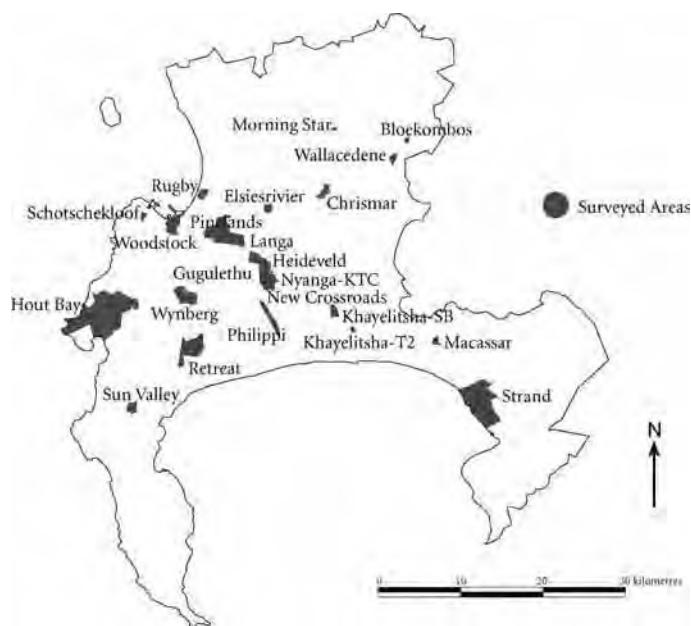 Morning Star
Bloekombos
Wallacedene
Rugby
Elsiesrivier
Chrismar
Schotschekloof
Pinelands
Surveyed Areas
Woodstock
Langa
Heideveld
Gugulethu
Nyanga-KTC
New Crossroads
Hout Bay
Wynberg
Khayelitsha-SB
Philippi
Khayelitsha-T2
Macassar
Retreat
Sun Valley
Strand
N
0 10 20 30 kilometres